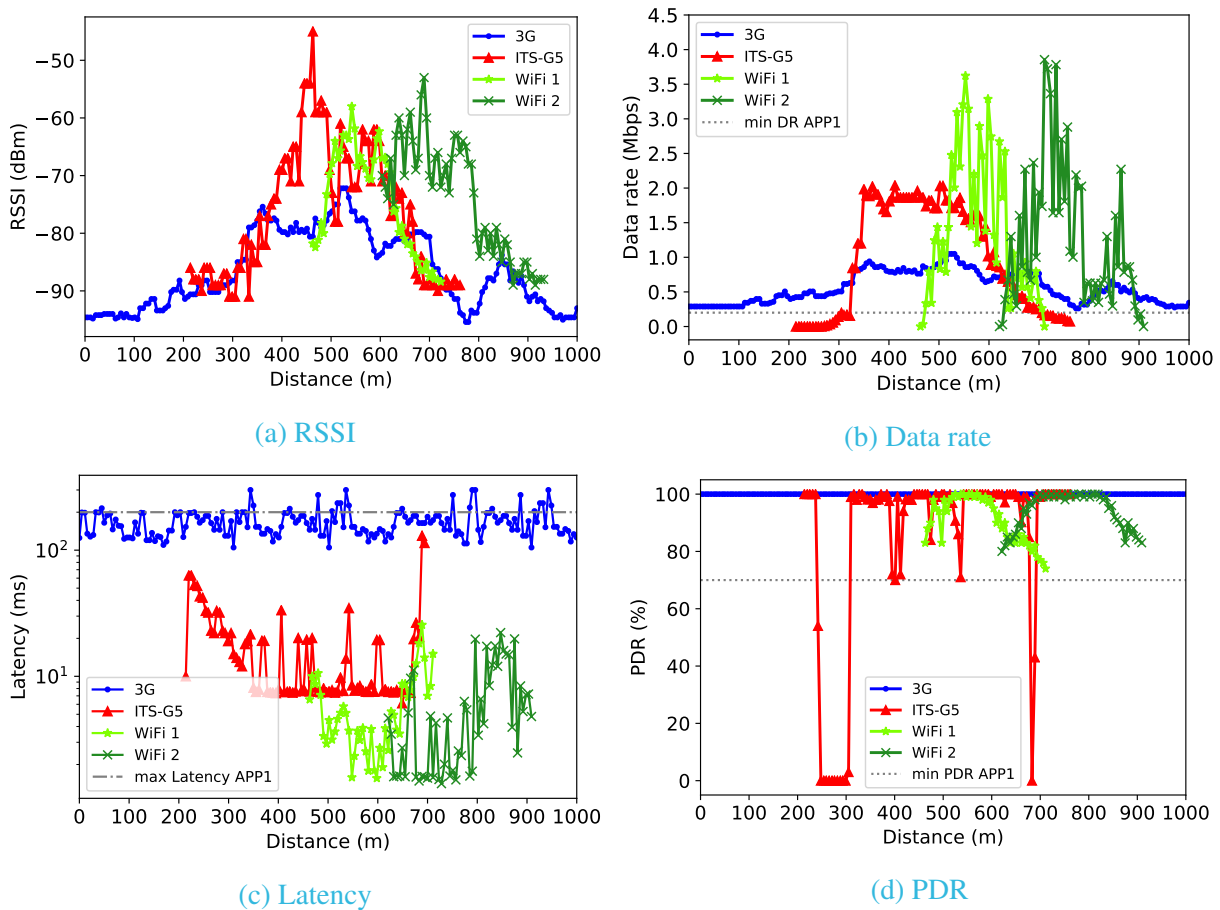 3G
ITS-G5
WiFi 1
WiFi 2
−50
−60
−70
−80
−90
RSSI (dBm)
0 100 200 300 400 500 600 700 800 900 1000
Distance (m)
(a) RSSI
3G
ITS-G5
WiFi 1
WiFi 2
min DR APP1
4.5
4.0
3.5
3.0
2.5
2.0
1.5
1.0
0.5
0.0
Data rate (Mbps)
0 100 200 300 400 500 600 700 800 900 1000
Distance (m)
(b) Data rate
10²
10¹
Latency (ms)
3G
ITS-G5
WiFi 1
WiFi 2
max Latency APP1
0 100 200 300 400 500 600 700 800 900 1000
Distance (m)
(c) Latency
100
80
60
40
20
0
PDR (%)
3G
ITS-G5
WiFi 1
WiFi 2
min PDR APP1
0 100 200 300 400 500 600 700 800 900 1000
Distance (m)
(d) PDR